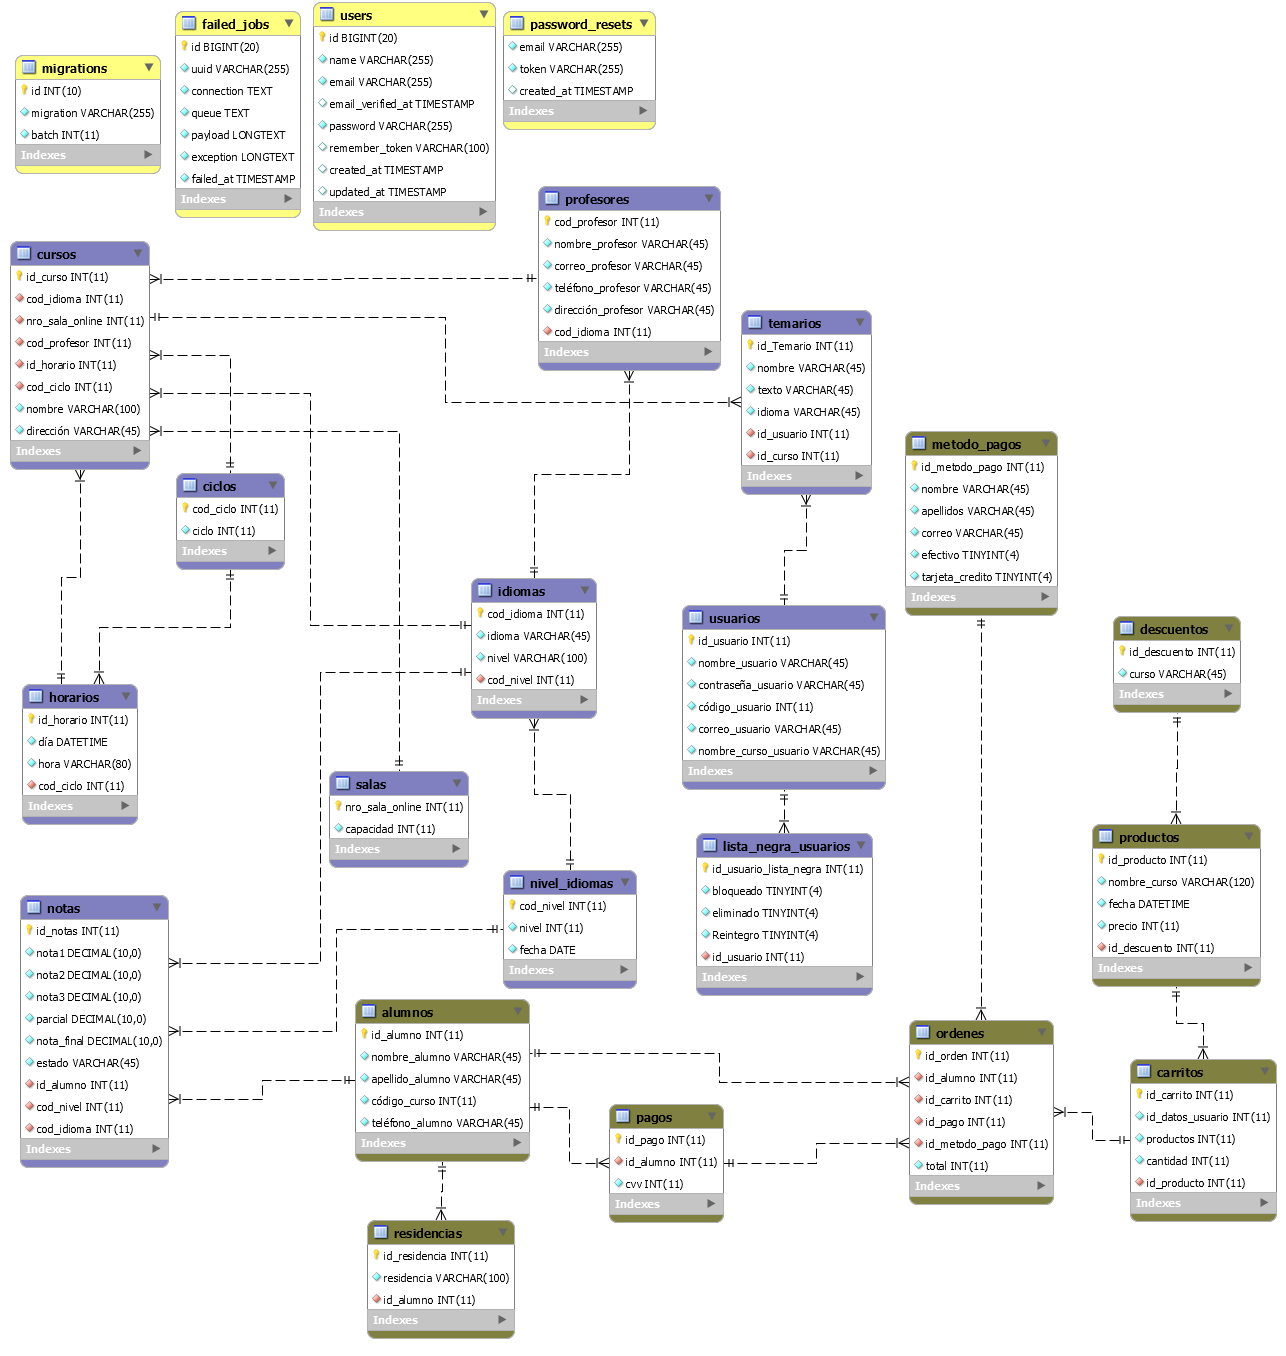 migrations
id INT(10)
migration VARCHAR(255)
batch INT(11)
Indexes
failed_jobs
id BIGINT(20)
uuid VARCHAR(255)
connection TEXT
queue TEXT
payload LONGTEXT
exception LONGTEXT
failed_at TIMESTAMP
Indexes
users
id BIGINT(20)
name VARCHAR(255)
email VARCHAR(255)
email_verified_at TIMESTAMP
password VARCHAR(255)
remember_token VARCHAR(100)
created_at TIMESTAMP
updated_at TIMESTAMP
Indexes
password_resets
email VARCHAR(255)
token VARCHAR(255)
created_at TIMESTAMP
Indexes
profesores
cod_profesor INT(11)
nombre_profesor VARCHAR(45)
correo_profesor VARCHAR(45)
teléfono_profesor VARCHAR(45)
dirección_profesor VARCHAR(45)
cod_idioma INT(11)
Indexes
cursos
id_curso INT(11)
cod_idioma INT(11)
nro_sala_online INT(11)
cod_profesor INT(11)
id_horario INT(11)
cod_ciclo INT(11)
nombre VARCHAR(100)
dirección VARCHAR(45)
Indexes
temarios
id_Temario INT(11)
nombre VARCHAR(45)
texto VARCHAR(45)
idioma VARCHAR(45)
id_usuario INT(11)
id_curso INT(11)
Indexes
metodo_pagos
id_metodo_pago INT(11)
nombre VARCHAR(45)
apellidos VARCHAR(45)
correo VARCHAR(45)
efectivo TINYINT(4)
tarjeta_credito TINYINT(4)
Indexes
ciclos
cod_ciclo INT(11)
ciclo INT(11)
Indexes
idiomas
cod_idioma INT(11)
idioma VARCHAR(45)
nivel VARCHAR(100)
cod_nivel INT(11)
Indexes
usuarios
id_usuario INT(11)
nombre_usuario VARCHAR(45)
contraseña_usuario VARCHAR(45)
código_usuario INT(11)
correo_usuario VARCHAR(45)
nombre_curso_usuario VARCHAR(45)
Indexes
descuentos
id_descuento INT(11)
curso VARCHAR(45)
Indexes
horarios
id_horario INT(11)
día DATETIME
hora VARCHAR(80)
cod_ciclo INT(11)
Indexes
salas
nro_sala_online INT(11)
capacidad INT(11)
Indexes
lista_negra_usuarios
id_usuario_lista_negra INT(11)
bloqueado TINYINT(4)
eliminado TINYINT(4)
Reintegro TINYINT(4)
id_usuario INT(11)
Indexes
productos
id_producto INT(11)
nombre_curso VARCHAR(120)
fecha DATETIME
precio INT(11)
id_descuento INT(11)
Indexes
nivel_idiomas
cod_nivel INT(11)
nivel INT(11)
fecha DATE
Indexes
notas
id_notas INT(11)
nota1 DECIMAL(10,0)
nota2 DECIMAL(10,0)
nota3 DECIMAL(10,0)
parcial DECIMAL(10,0)
nota_final DECIMAL(10,0)
estado VARCHAR(45)
id_alumno INT(11)
cod_nivel INT(11)
cod_idioma INT(11)
Indexes
alumnos
id_alumno INT(11)
nombre_alumno VARCHAR(45)
apellido_alumno VARCHAR(45)
código_curso INT(11)
teléfono_alumno VARCHAR(45)
Indexes
ordenes
id_orden INT(11)
id_alumno INT(11)
id_carrito INT(11)
id_pago INT(11)
id_metodo_pago INT(11)
total INT(11)
Indexes
carritos
id_carrito INT(11)
id_datos_usuario INT(11)
productos INT(11)
cantidad INT(11)
id_producto INT(11)
Indexes
pagos
id_pago INT(11)
id_alumno INT(11)
cvv INT(11)
Indexes
residencias
id_residencia INT(11)
residencia VARCHAR(100)
id_alumno INT(11)
Indexes